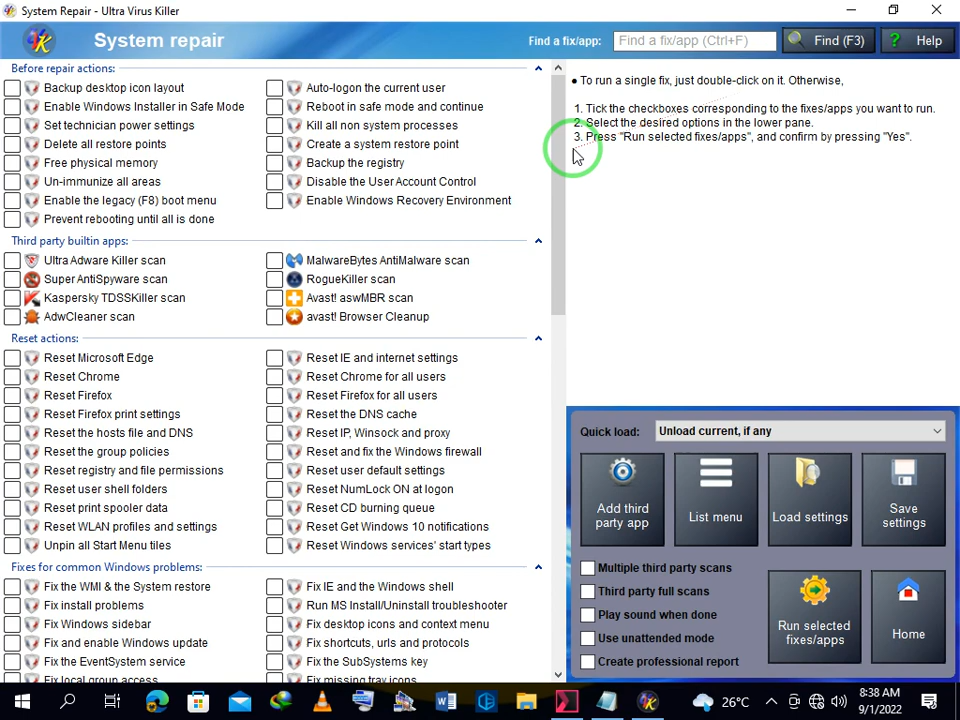 System Repair - Ultra Virus Killer
System repair
Find a fix/app: Find a fix/app (Ctrl+F) Find (F3) Help
Before repair actions:
Backup desktop icon layout Auto-logon the current user
Enable Windows Installer in Safe Mode Reboot in safe mode and continue
Set technician power settings Kill all non system processes
Delete all restore points Create a system restore point
Free physical memory Backup the registry
Un-immunize all areas Disable the User Account Control
Enable the legacy (F8) boot menu Enable Windows Recovery Environment
Prevent rebooting until all is done
Third party builtin apps:
Ultra Adware Killer scan MalwareBytes AntiMalware scan
Super AntiSpyware scan RogueKiller scan
Kaspersky TDSSKiller scan Avast! aswMBR scan
AdwCleaner scan avast! Browser Cleanup
Reset actions:
Reset Microsoft Edge Reset IE and internet settings
Reset Chrome Reset Chrome for all users
Reset Firefox Reset Firefox for all users
Reset Firefox print settings Reset the DNS cache
Reset the hosts file and DNS Reset IP, Winsock and proxy
Reset the group policies Reset and fix the Windows firewall
Reset registry and file permissions Reset user default settings
Reset user shell folders Reset NumLock ON at logon
Reset print spooler data Reset CD burning queue
Reset WLAN profiles and settings Reset Get Windows 10 notifications
Unpin all Start Menu tiles Reset Windows services' start types
Fixes for common Windows problems:
Fix the WMI & the System restore Fix IE and the Windows shell
Fix install problems Run MS Install/Uninstall troubleshooter
Fix Windows sidebar Fix desktop icons and context menu
Fix and enable Windows update Fix shortcuts, urls and protocols
Fix the EventSystem service Fix the SubSystems key
Fix local group access Fix missing tray icons
● To run a single fix, just double-click on it. Otherwise,
1. Tick the checkboxes corresponding to the fixes/apps you want to run.
2. Select the desired options in the lower pane.
3. Press "Run selected fixes/apps", and confirm by pressing "Yes".
Quick load: Unload current, if any
Add third
party app
List menu
Load settings
Save
settings
Multiple third party scans
Third party full scans
Play sound when done
Use unattended mode
Create professional report
Run selected
fixes/apps
Home
26°C
8:38 AM
9/1/2022